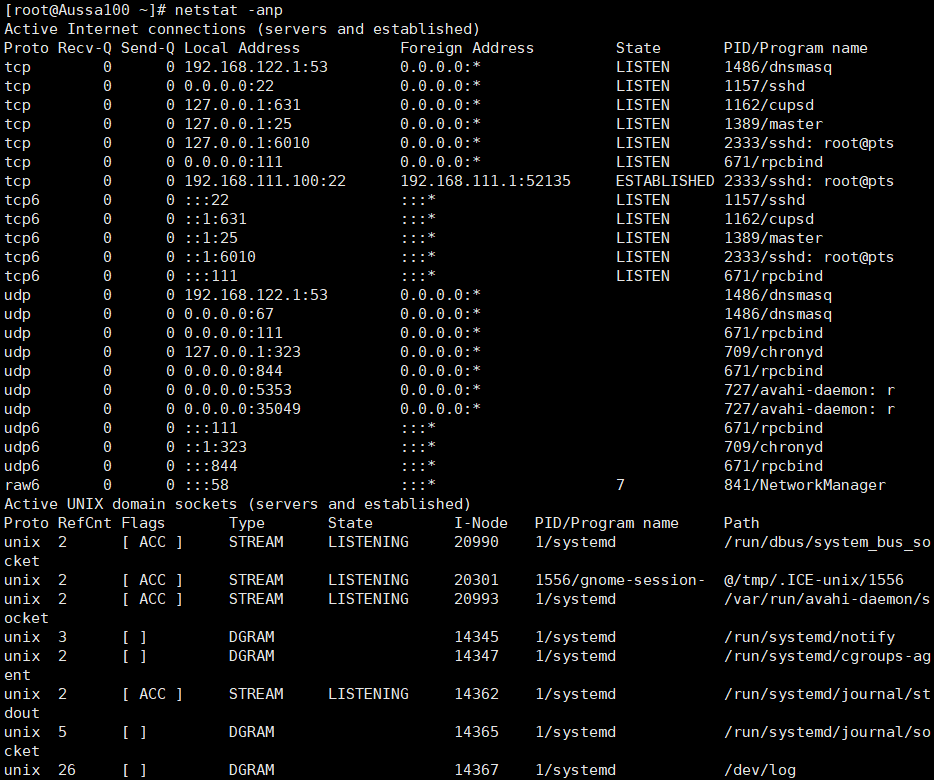 [root@Aussa100 ~]# netstat -anp
Active Internet connections (servers and established)
Proto Recv-Q Send-Q Local Address           Foreign Address         State       PID/Program name
tcp        0      0 192.168.122.1:53        0.0.0.0:*               LISTEN      1486/dnsmasq
tcp        0      0 0.0.0.0:22              0.0.0.0:*               LISTEN      1157/sshd
tcp        0      0 127.0.0.1:631           0.0.0.0:*               LISTEN      1162/cupsd
tcp        0      0 127.0.0.1:25            0.0.0.0:*               LISTEN      1389/master
tcp        0      0 127.0.0.1:6010          0.0.0.0:*               LISTEN      2333/sshd: root@pts
tcp        0      0 0.0.0.0:111             0.0.0.0:*               LISTEN      671/rpcbind
tcp        0      0 192.168.111.100:22      192.168.111.1:52135     ESTABLISHED 2333/sshd: root@pts
tcp6       0      0 :::22                   :::*                    LISTEN      1157/sshd
tcp6       0      0 ::1:631                 :::*                    LISTEN      1162/cupsd
tcp6       0      0 ::1:25                  :::*                    LISTEN      1389/master
tcp6       0      0 ::1:6010                :::*                    LISTEN      2333/sshd: root@pts
tcp6       0      0 :::111                  :::*                    LISTEN      671/rpcbind
udp        0      0 192.168.122.1:53        0.0.0.0:*                           1486/dnsmasq
udp        0      0 0.0.0.0:67              0.0.0.0:*                           1486/dnsmasq
udp        0      0 0.0.0.0:111             0.0.0.0:*                           671/rpcbind
udp        0      0 127.0.0.1:323           0.0.0.0:*                           709/chronyd
udp        0      0 0.0.0.0:844             0.0.0.0:*                           671/rpcbind
udp        0      0 0.0.0.0:5353            0.0.0.0:*                           727/avahi-daemon: r
udp        0      0 0.0.0.0:35049           0.0.0.0:*                           727/avahi-daemon: r
udp6       0      0 :::111                  :::*                                671/rpcbind
udp6       0      0 ::1:323                 :::*                                709/chronyd
udp6       0      0 :::844                  :::*                                671/rpcbind
raw6       0      0 :::58                   :::*                    7           841/NetworkManager
Active UNIX domain sockets (servers and established)
Proto RefCnt Flags       Type       State         I-Node   PID/Program name     Path
unix  2      [ ACC ]     STREAM     LISTENING     20990    1/systemd            /run/dbus/system_bus_so
cket
unix  2      [ ACC ]     STREAM     LISTENING     20301    1556/gnome-session-  @/tmp/.ICE-unix/1556
unix  2      [ ACC ]     STREAM     LISTENING     20993    1/systemd            /var/run/avahi-daemon/s
ocket
unix  3      [ ]         DGRAM                    14345    1/systemd            /run/systemd/notify
unix  2      [ ]         DGRAM                    14347    1/systemd            /run/systemd/cgroups-ag
ent
unix  2      [ ACC ]     STREAM     LISTENING     14362    1/systemd            /run/systemd/journal/st
dout
unix  5      [ ]         DGRAM                    14365    1/systemd            /run/systemd/journal/so
cket
unix  26     [ ]         DGRAM                    14367    1/systemd            /dev/log